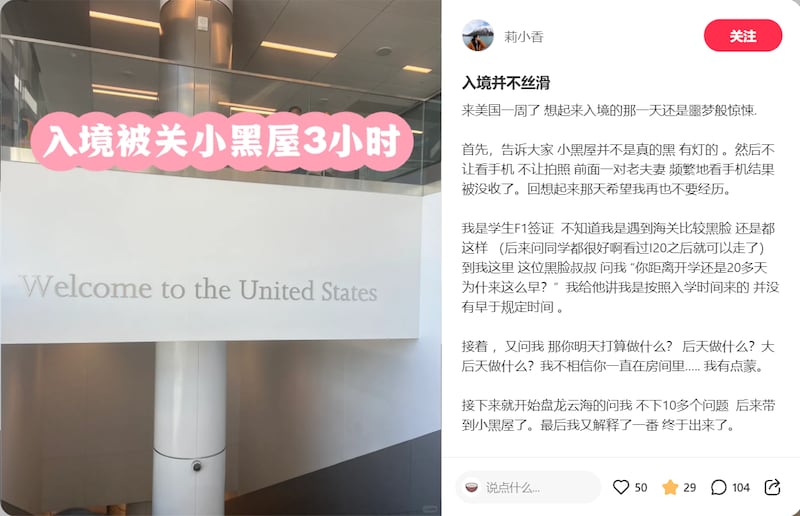 入境被关小黑屋3小时
Welcome to the United States
莉小香
关注
入境并不丝滑
来美国一周了 想起来入境的那一天还是噩梦般惊悚.
首先，告诉大家 小黑屋并不是真的黑 有灯的 。然后不
让看手机 不让拍照 前面一对老夫妻 频繁地看手机结果
被没收了。回想起来那天希望我再也不要经历。
我是学生F1签证 不知道我是遇到海关比较黑脸 还是都
这样 （后来问同学都很好啊看过I20之后就可以走了）
到我这里 这位黑脸叔叔 问我 “你距离开学还是20多天
为什来这么早？” 我给他讲我是按照入学时间来的 并没
有早于规定时间 。
接着 ，又问我 那你明天打算做什么？ 后天做什么？大
后天做什么？我不相信你一直在房间里..... 我有点蒙。
接下来就开始盘龙云海的问我 不下10多个问题 后来带
到小黑屋了。最后我又解释了一番 终于出来了。
说点什么...
50
29
104